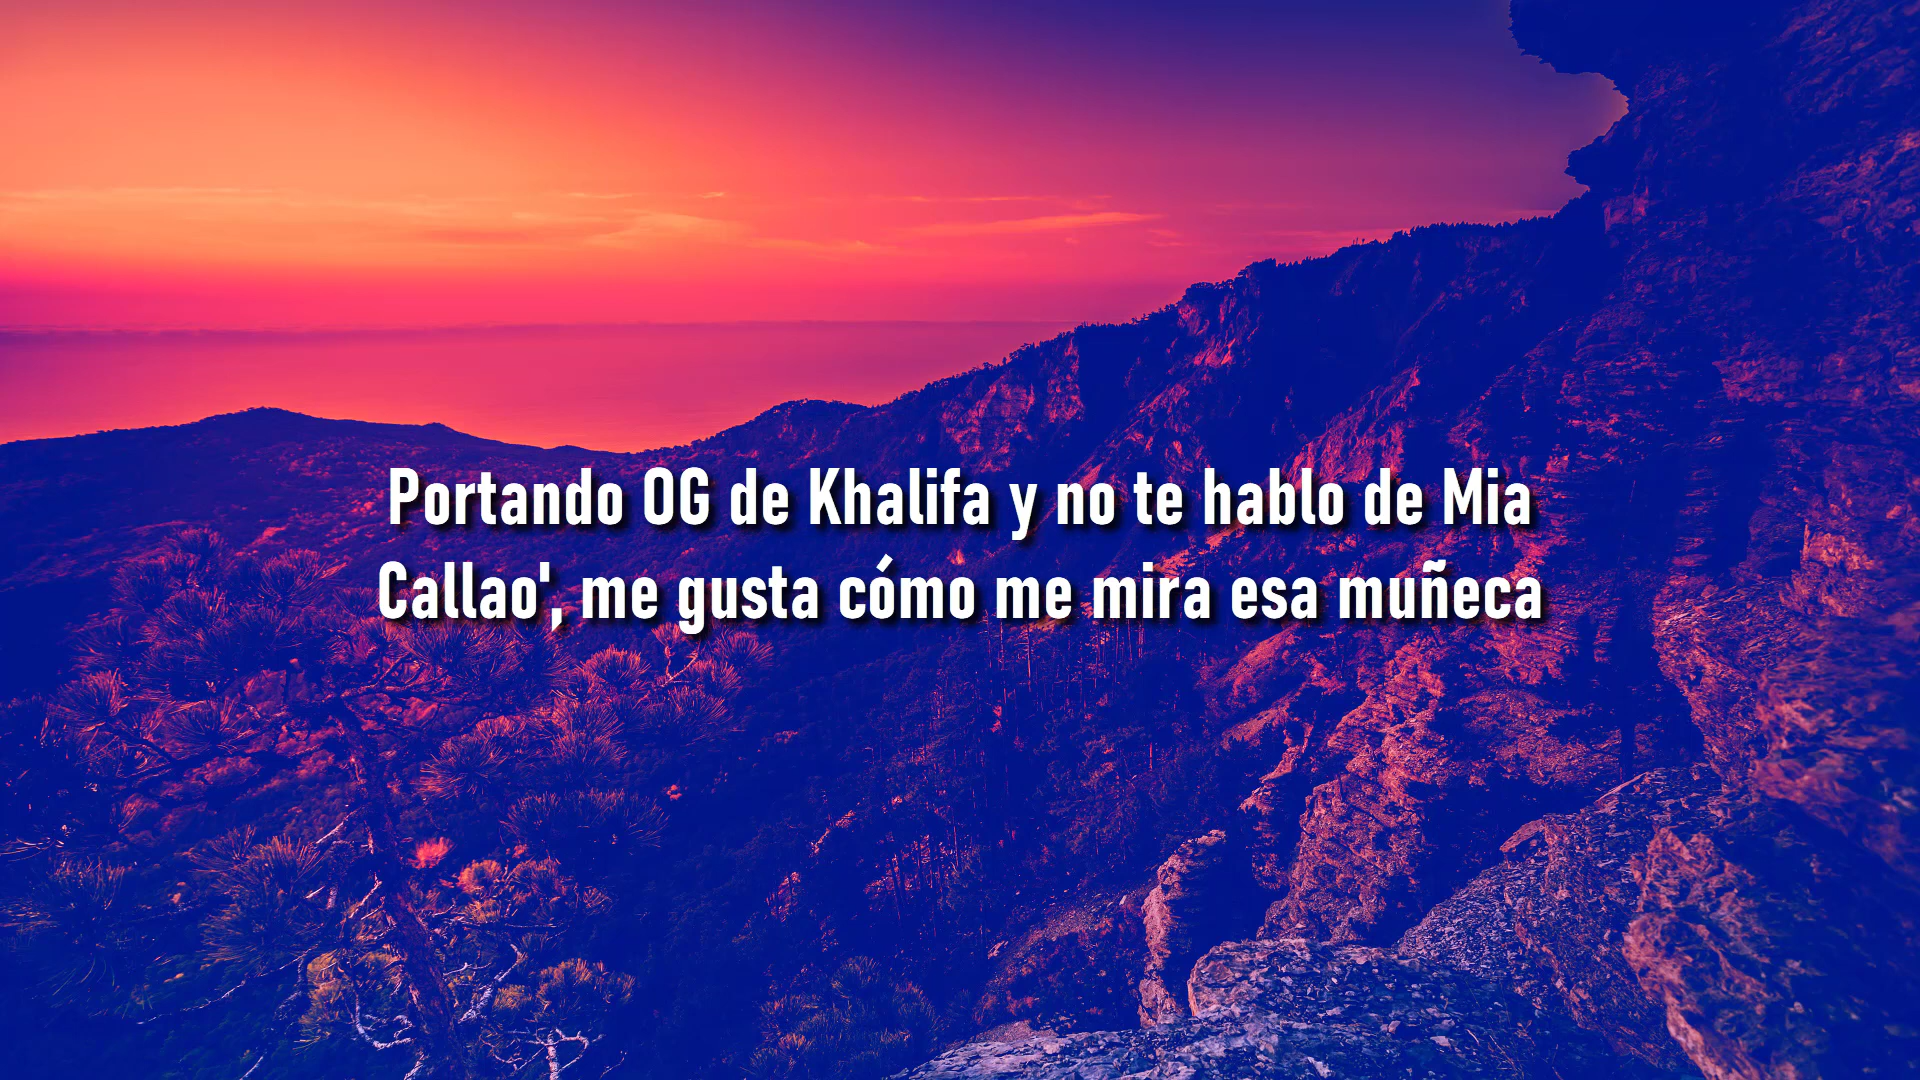 Portando OG de Khalifa y no te hablo de Mia
Callao', me gusta cómo me mira esa muñeca